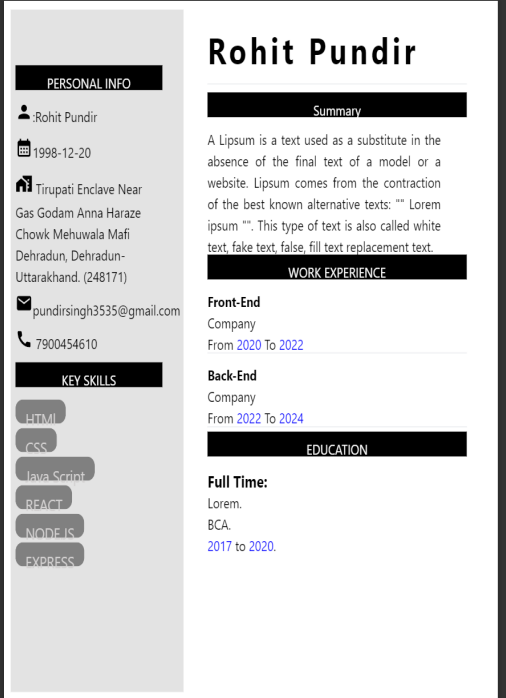 PERSONAL INFO
:Rohit Pundir
1998-12-20
Tirupati Enclave Near
Gas Godam Anna Haraze
Chowk Mehuwala Mafi
Dehradun, Dehradun-
Uttarakhand. (248171)
pundirsingh3535@gmail.com
7900454610
KEY SKILLS
HTML
CSS
Java Script
REACT
NODE JS
EXPRESS
Rohit Pundir
Summary
A Lipsum is a text used as a substitute in the
absence of the final text of a model or a
website. Lipsum comes from the contraction
of the best known alternative texts: "" Lorem
ipsum "". This type of text is also called white
text, fake text, false, fill text replacement text.
WORK EXPERIENCE
Front-End
Company
From 2020 To 2022
Back-End
Company
From 2022 To 2024
EDUCATION
Full Time:
Lorem.
BCA.
2017 to 2020.